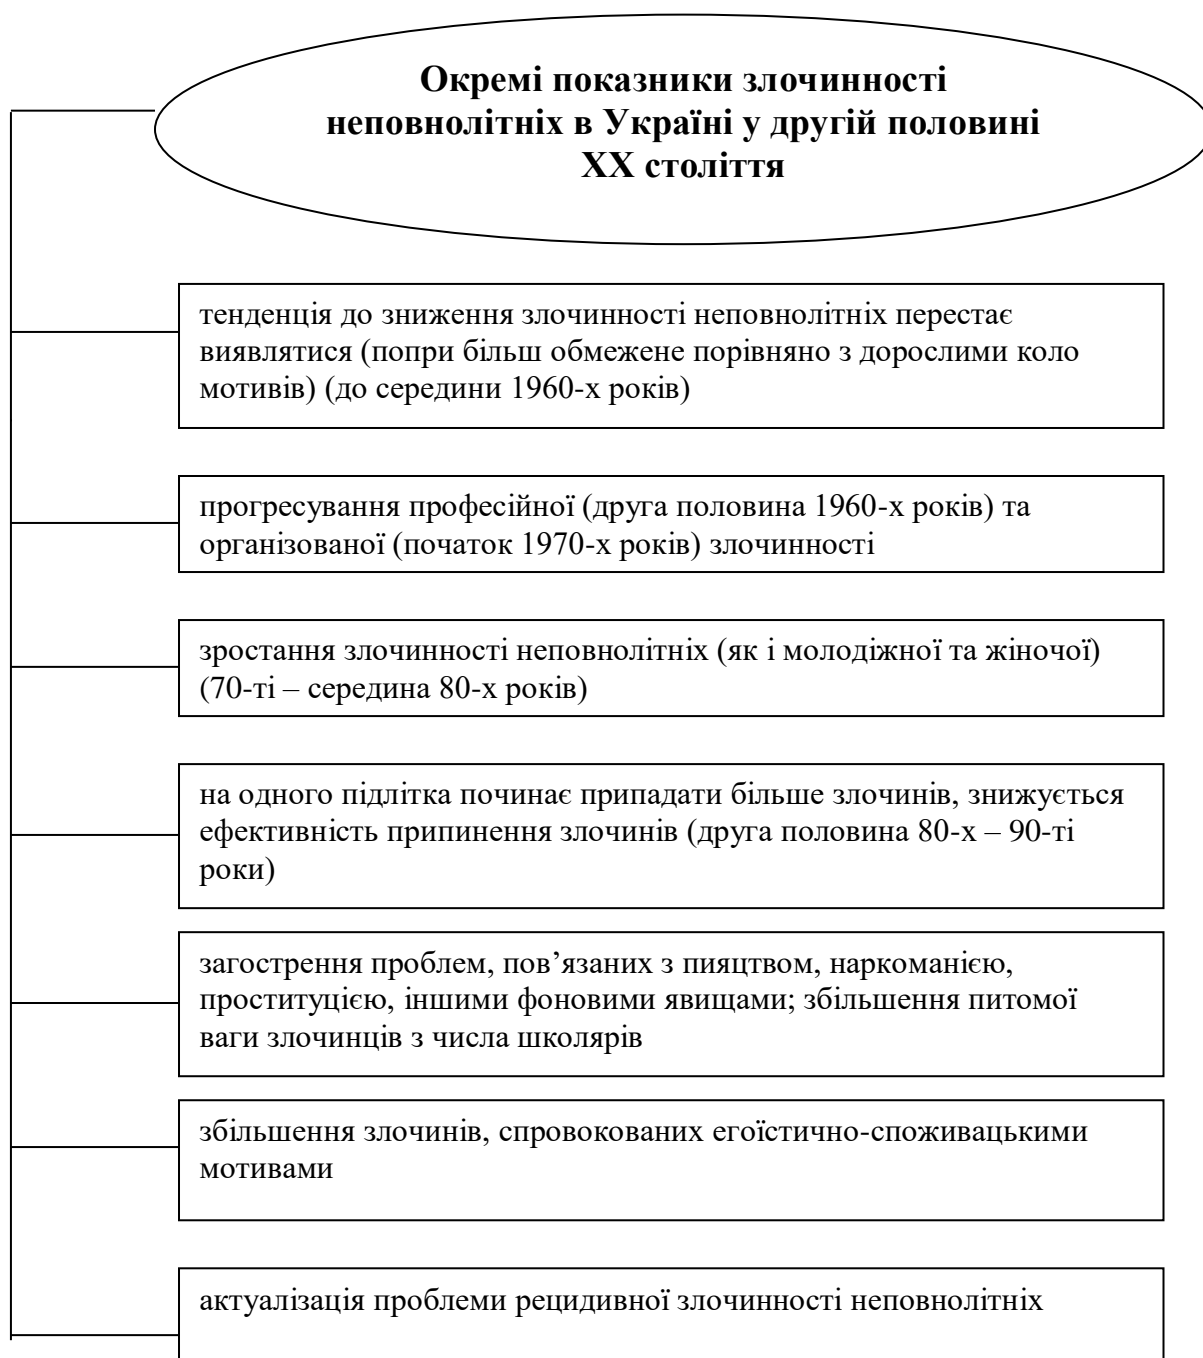 Окремі показники злочинності
неповнолітніх в Україні у другій половині
ХХ століття
тенденція до зниження злочинності неповнолітніх перестає
виявлятися (попри більш обмежене порівняно з дорослими коло
мотивів) (до середини 1960-х років)
прогресування професійної (друга половина 1960-х років) та
організованої (початок 1970-х років) злочинності
зростання злочинності неповнолітніх (як і молодіжної та жіночої)
(70-ті – середина 80-х років)
на одного підлітка починає припадати більше злочинів, знижується
ефективність припинення злочинів (друга половина 80-х – 90-ті
роки)
загострення проблем, пов’язаних з пияцтвом, наркоманією,
проституцією, іншими фоновими явищами; збільшення питомої
ваги злочинців з числа школярів
збільшення злочинів, спровокованих егоїстично-споживацькими
мотивами
актуалізація проблеми рецидивної злочинності неповнолітніх